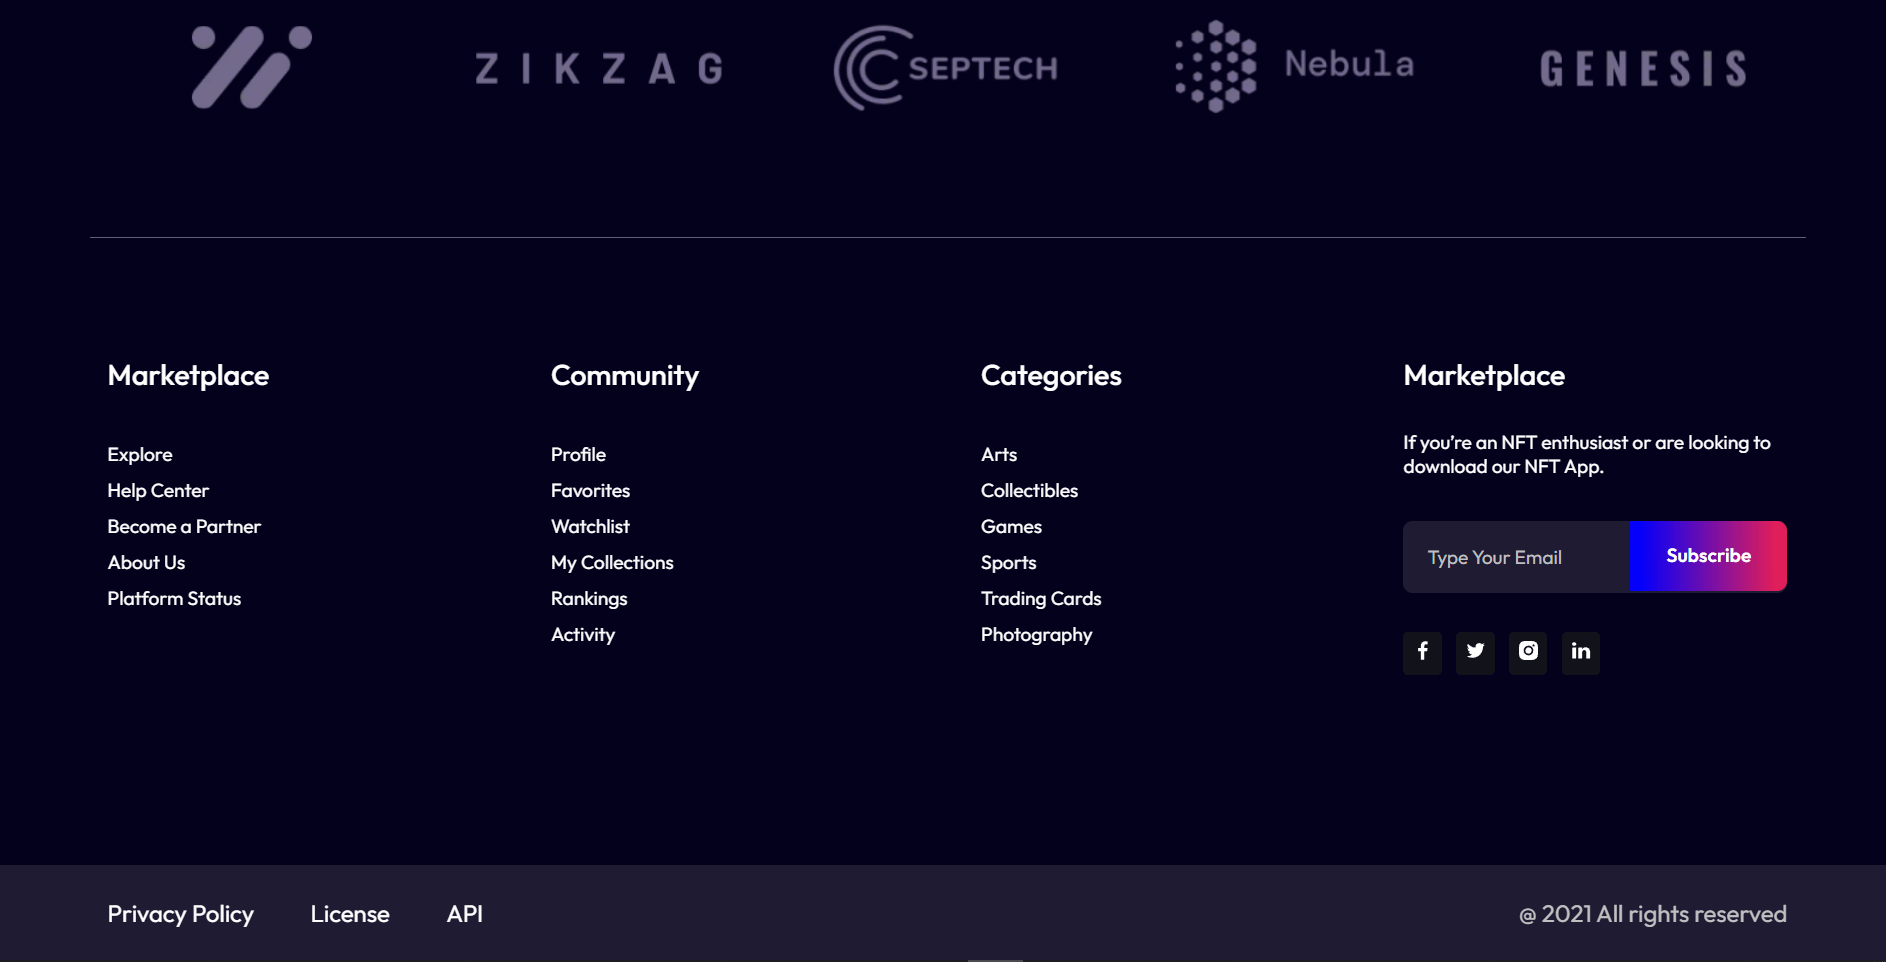 ZIKZAG
SEPTECH
Nebula
GENESIS
Marketplace
Explore
Help Center
Become a Partner
About Us
Platform Status
Community
Profile
Favorites
Watchlist
My Collections
Rankings
Activity
Categories
Arts
Collectibles
Games
Sports
Trading Cards
Photography
Marketplace
If you’re an NFT enthusiast or are looking to
download our NFT App.
Type Your Email
Subscribe
Privacy Policy
License
API
@ 2021 All rights reserved